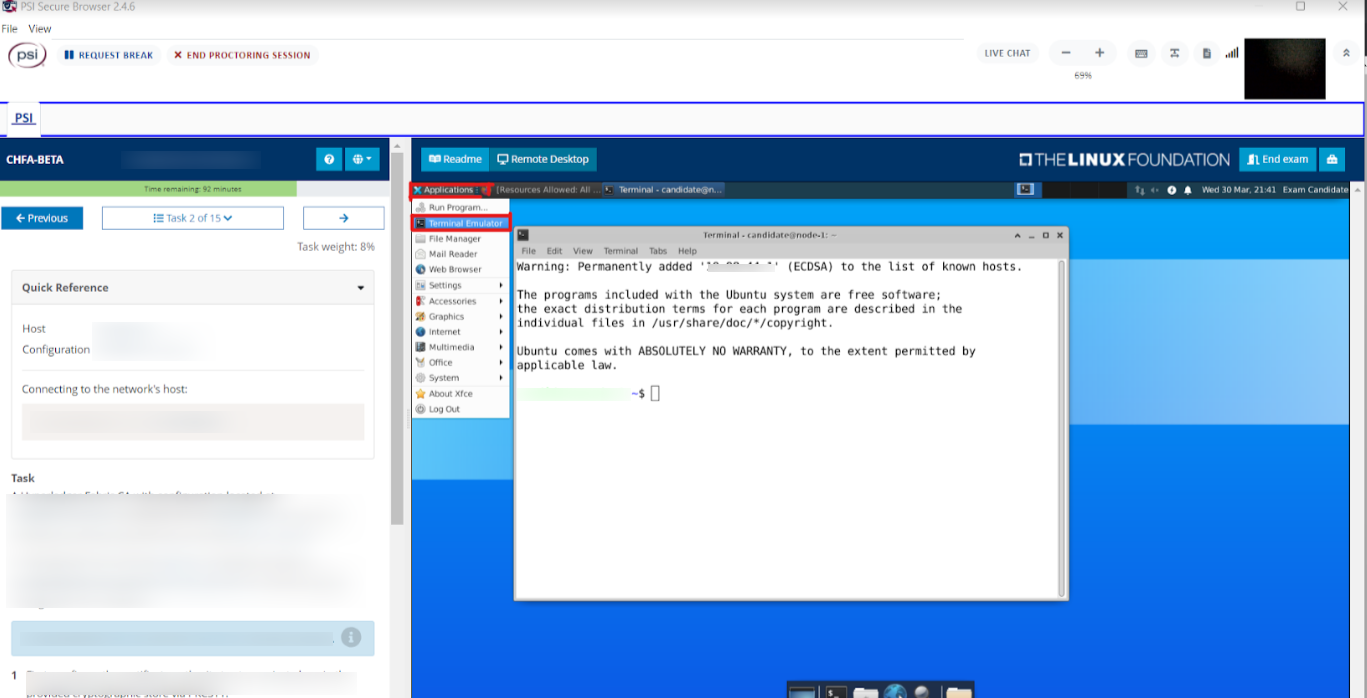 PSI Secure Browser 2.4.6
File View
psi REQUEST BREAK END PROCTORING SESSION LIVE CHAT
69%
PSI
CHFA-BETA
Readme Remote Desktop THE LINUX FOUNDATION End exam
Time remaining: 92 minutes
Applications [Resources Allowed: All ... Terminal - candidate@n... Wed 30 Mar, 21:41 Exam Candidate
Previous Task 2 of 15
Task weight: 8%
Quick Reference
Host
Configuration
Connecting to the network's host:
Task
1
Run Program...
Terminal Emulator
File Manager
Mail Reader
Web Browser
Settings
Accessories
Graphics
Internet
Multimedia
Office
System
About Xfce
Log Out
Terminal - candidate@node-1: ~
File Edit View Terminal Tabs Help
Warning: Permanently added (ECDSA) to the list of known hosts.
The programs included with the Ubuntu system are free software;
the exact distribution terms for each program are described in the
individual files in /usr/share/doc/*/copyright.
Ubuntu comes with ABSOLUTELY NO WARRANTY, to the extent permitted by
applicable law.
~$